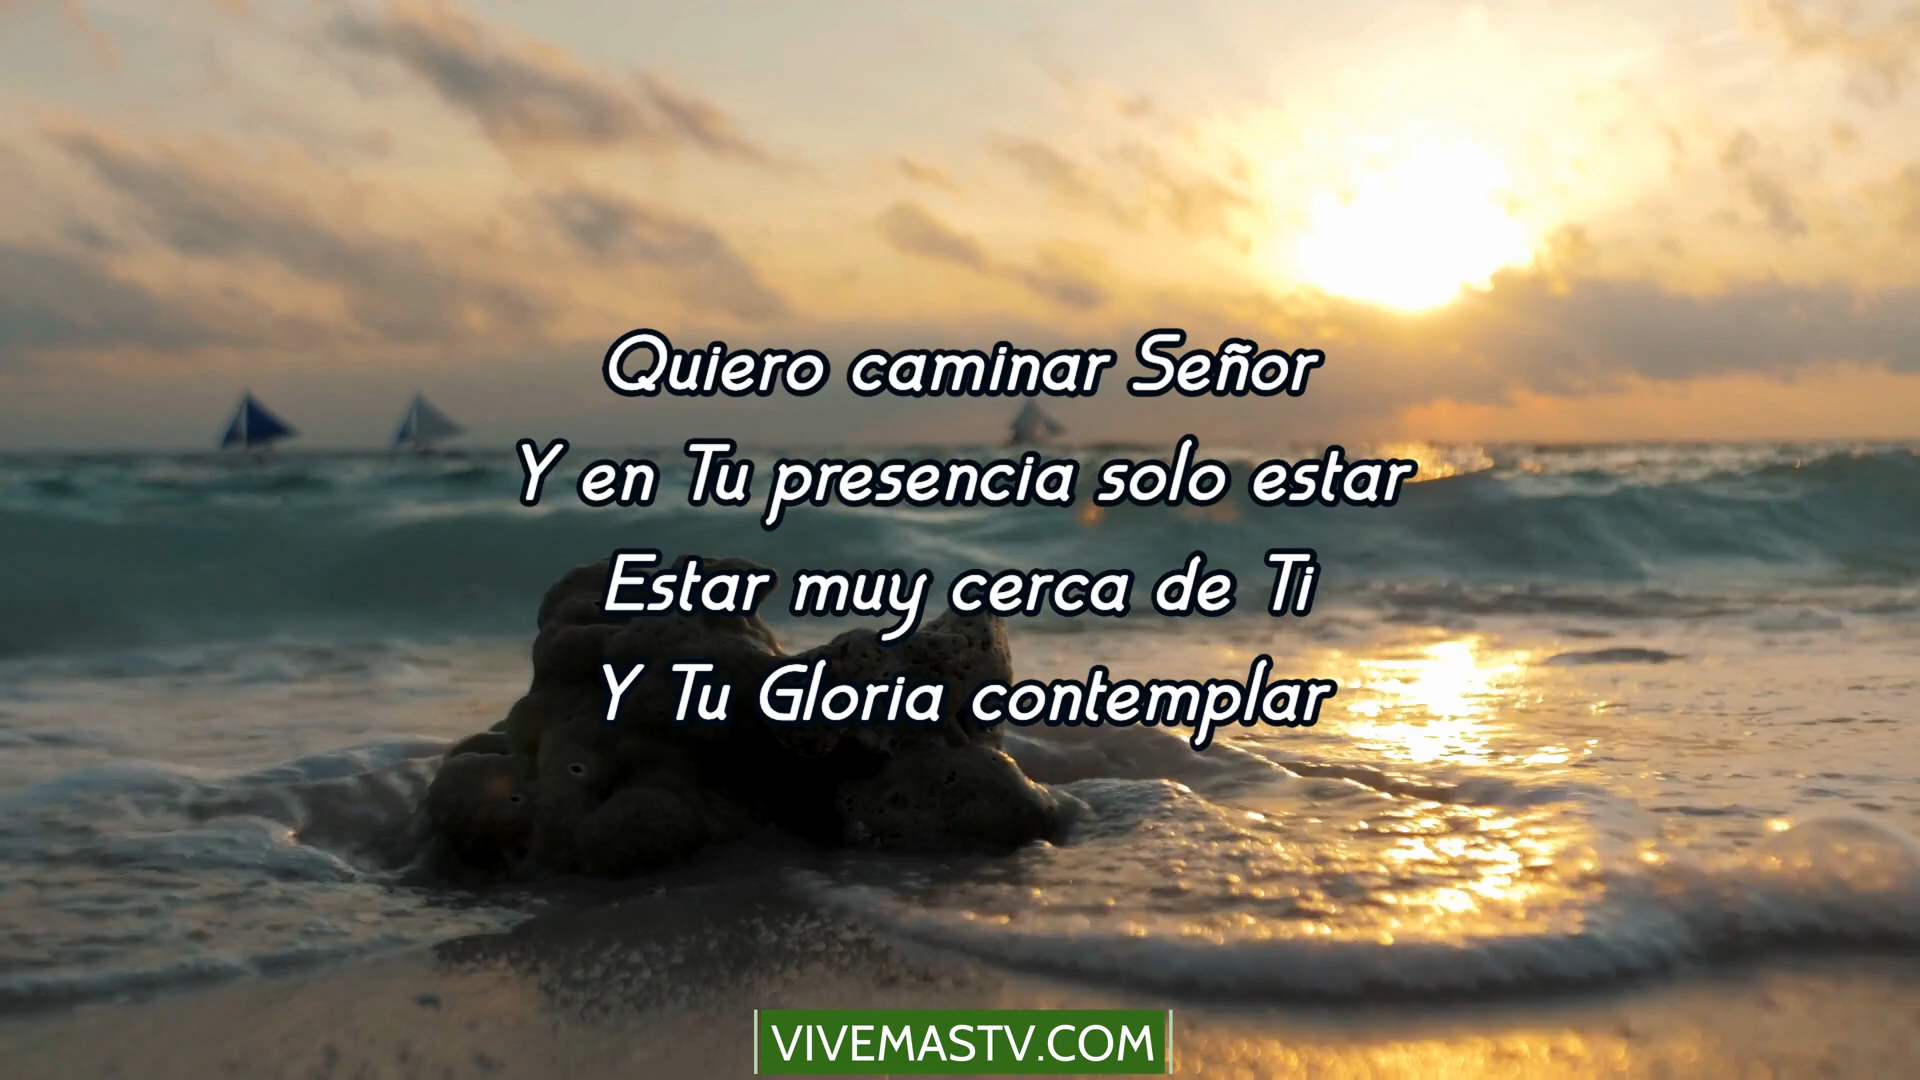 Quiero caminar Señor
Y en Tu presencia solo estar
Estar muy cerca de Ti
Y Tu Gloria contemplar
VIVEMASTV.COM